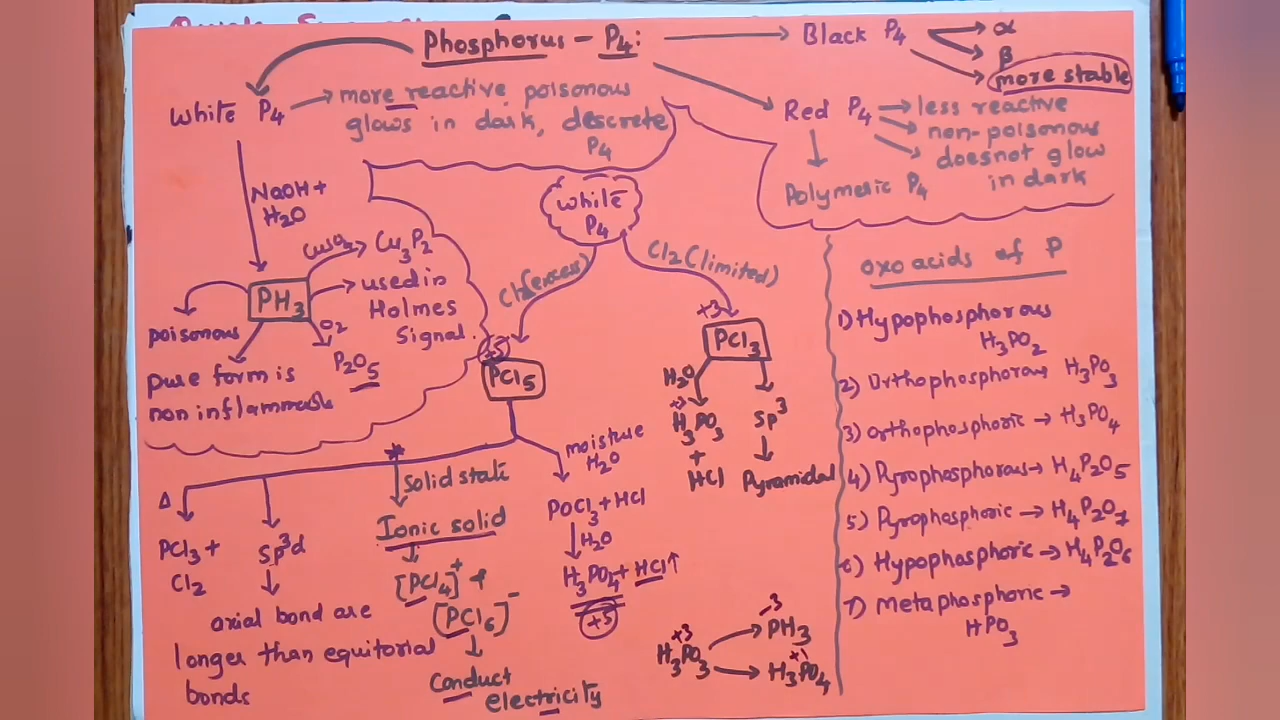 Phosphorus - P4:
Black P4
α
β
more stable
White P4
more reactive poisonous
glows in dark, descrete
P4
Red P4
less reactive
non-poisonous
doesnot glow
in dark
Polymeric P4
NaOH+
H2O
PH3
CuSO4
Cu3P2
used in
Holmes
Signal.
O2
P2O5
poisonous
pure form is
non inflammable
white
P4
Cl2(excess)
Cl2(limited)
+5
PCl5
+3
PCl3
H2O
+3
H3PO3
+
HCl
sp3
Pyramidal
moisture
H2O
POCl3+HCl
H2O
H3PO4+HCl↑
+5
Δ
PCl3+
Cl2
sp3d
axial bond are
longer than equitorial
bonds
*
Solid state
Ionic solid
[PCl4]+ +
[PCl6]-
Conduct
electricity
+3
H3PO3
-3
PH3
H3PO4
oxo acids of P
1) Hypophosphorous
H3PO2
2) Orthophosphorous H3PO3
3) orthophosphoric → H3PO4
4) Pyrophosphorous → H4P2O5
5) Pyrophosphoric → H4P2O7
6) Hypophosphoric → H4P2O6
7) metaphosphoric →
HPO3